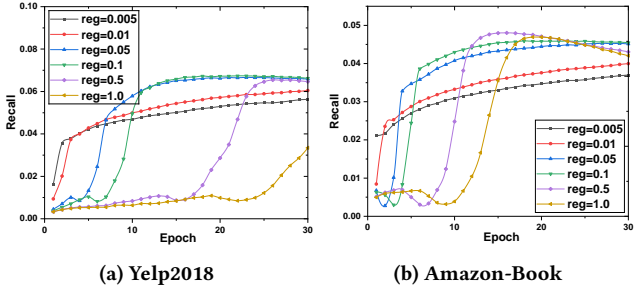 (a)
0.10
0.08
0.06
0.04
0.02
0.00
Recall
reg=0.005
reg=0.01
reg=0.05
reg=0.1
reg=0.5
reg=1.0
0 10 20 30
Epoch
(a) Yelp2018
(b)
0.05
0.04
0.03
0.02
0.01
0.00
Recall
reg=0.005
reg=0.01
reg=0.05
reg=0.1
reg=0.5
reg=1.0
0 10 20 30
Epoch
(b) Amazon-Book